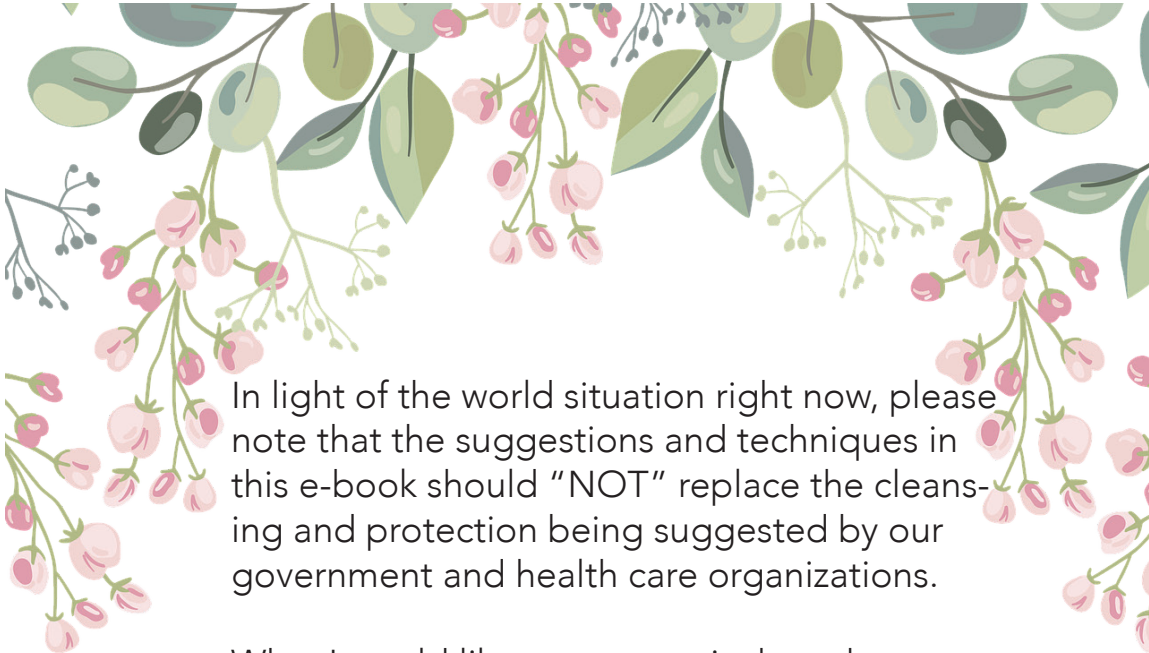 In light of the world situation right now, please
note that the suggestions and techniques in
this e-book should “NOT” replace the cleans-
ing and protection being suggested by our
government and health care organizations.